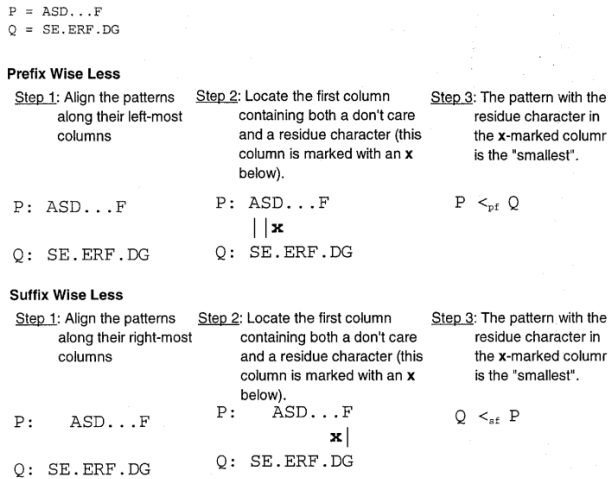 P = ASD...F
Q = SE.ERF.DG
Prefix Wise Less
Step 1: Align the patterns along their left-most columns
Step 2: Locate the first column containing both a don't care and a residue character (this column is marked with an x below).
Step 3: The pattern with the residue character in the x-marked columr is the "smallest".
P: ASD...F
Q: SE.ERF.DG
P: ASD...F
||x
Q: SE.ERF.DG
P <pf Q
Suffix Wise Less
Step 1: Align the patterns along their right-most columns
Step 2: Locate the first column containing both a don't care and a residue character (this column is marked with an x below).
Step 3: The pattern with the residue character in the x-marked columr is the "smallest".
P: ASD...F
Q: SE.ERF.DG
P: ASD...F
x|
Q: SE.ERF.DG
Q <sf P